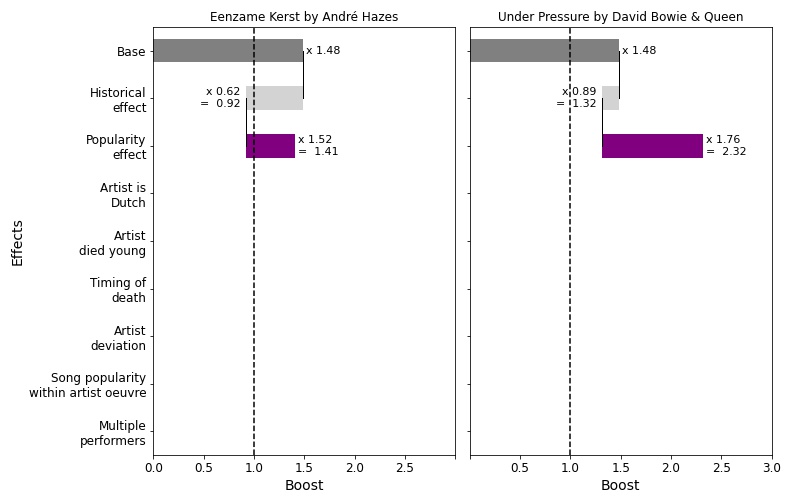 Eenzame Kerst by André Hazes
Under Pressure by David Bowie & Queen
Effects
Base
Historical
effect
Popularity
effect
Artist is
Dutch
Artist
died young
Timing of
death
Artist
deviation
Song popularity
within artist oeuvre
Multiple
performers
x 1.48
x 0.62
= 0.92
x 1.52
= 1.41
0.0 0.5 1.0 1.5 2.0 2.5
Boost
x 1.48
x 0.89
= 1.32
x 1.76
= 2.32
0.5 1.0 1.5 2.0 2.5 3.0
Boost